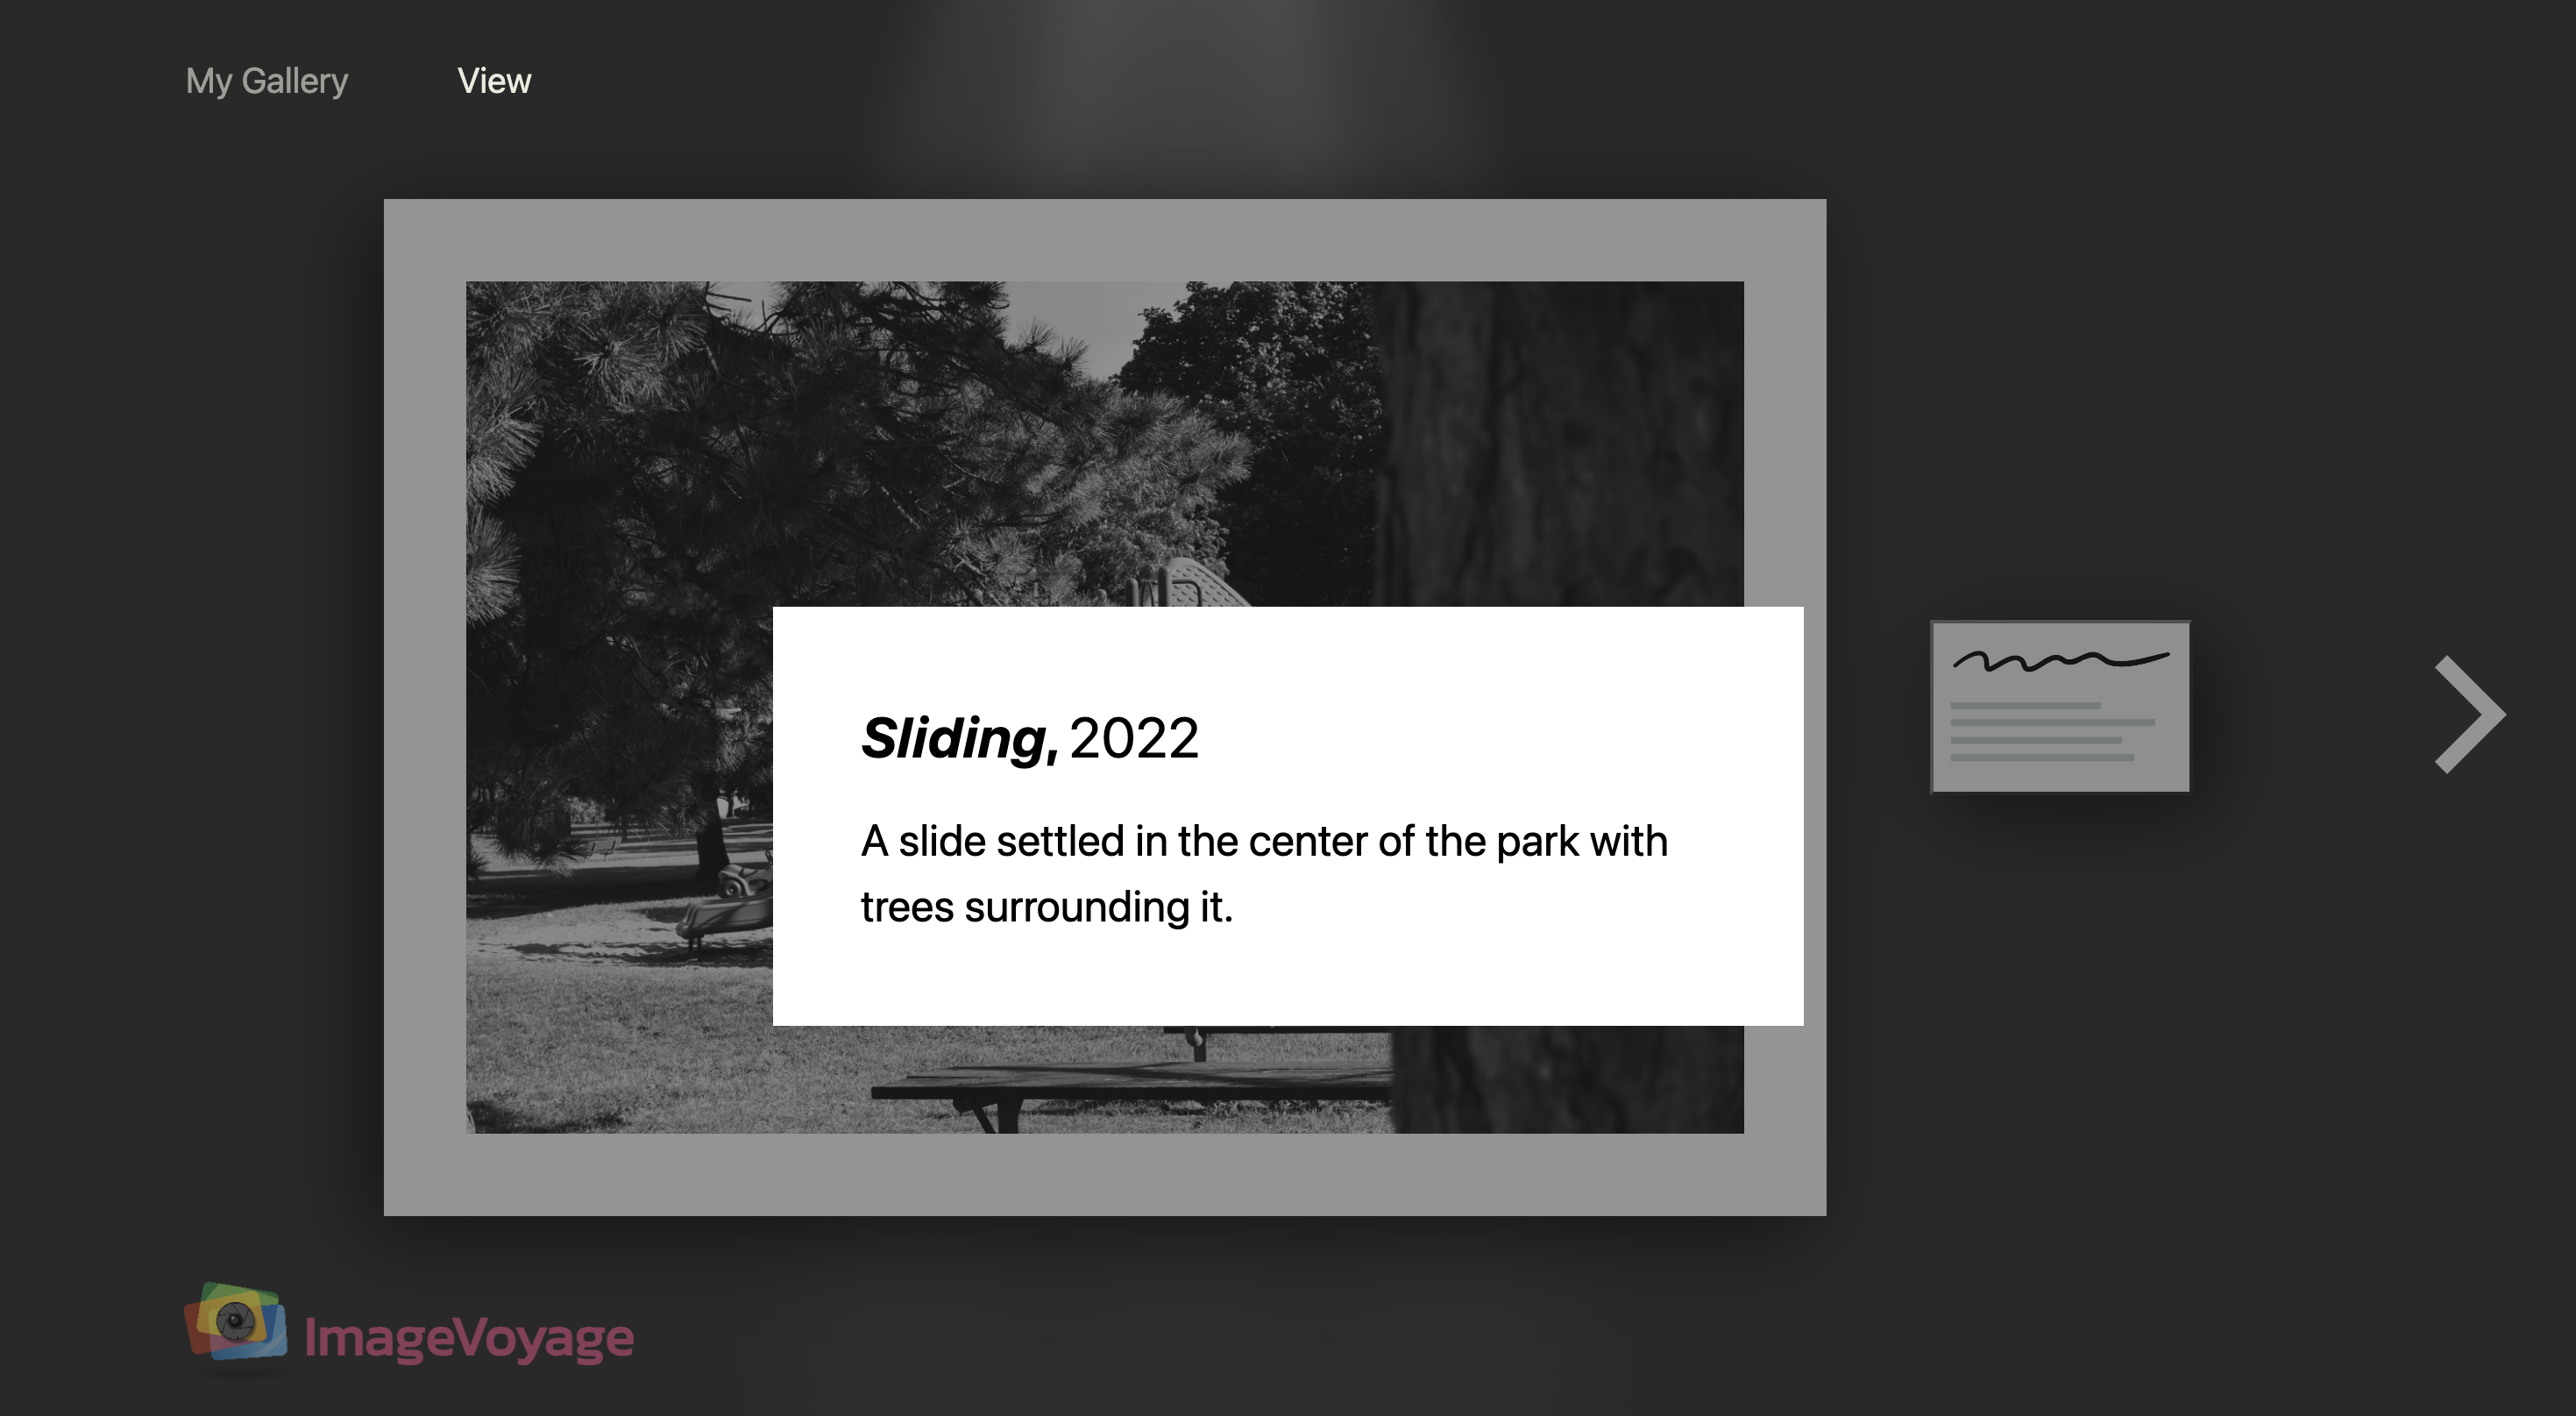 My Gallery
View
Sliding, 2022
A slide settled in the center of the park with
trees surrounding it.
ImageVoyage